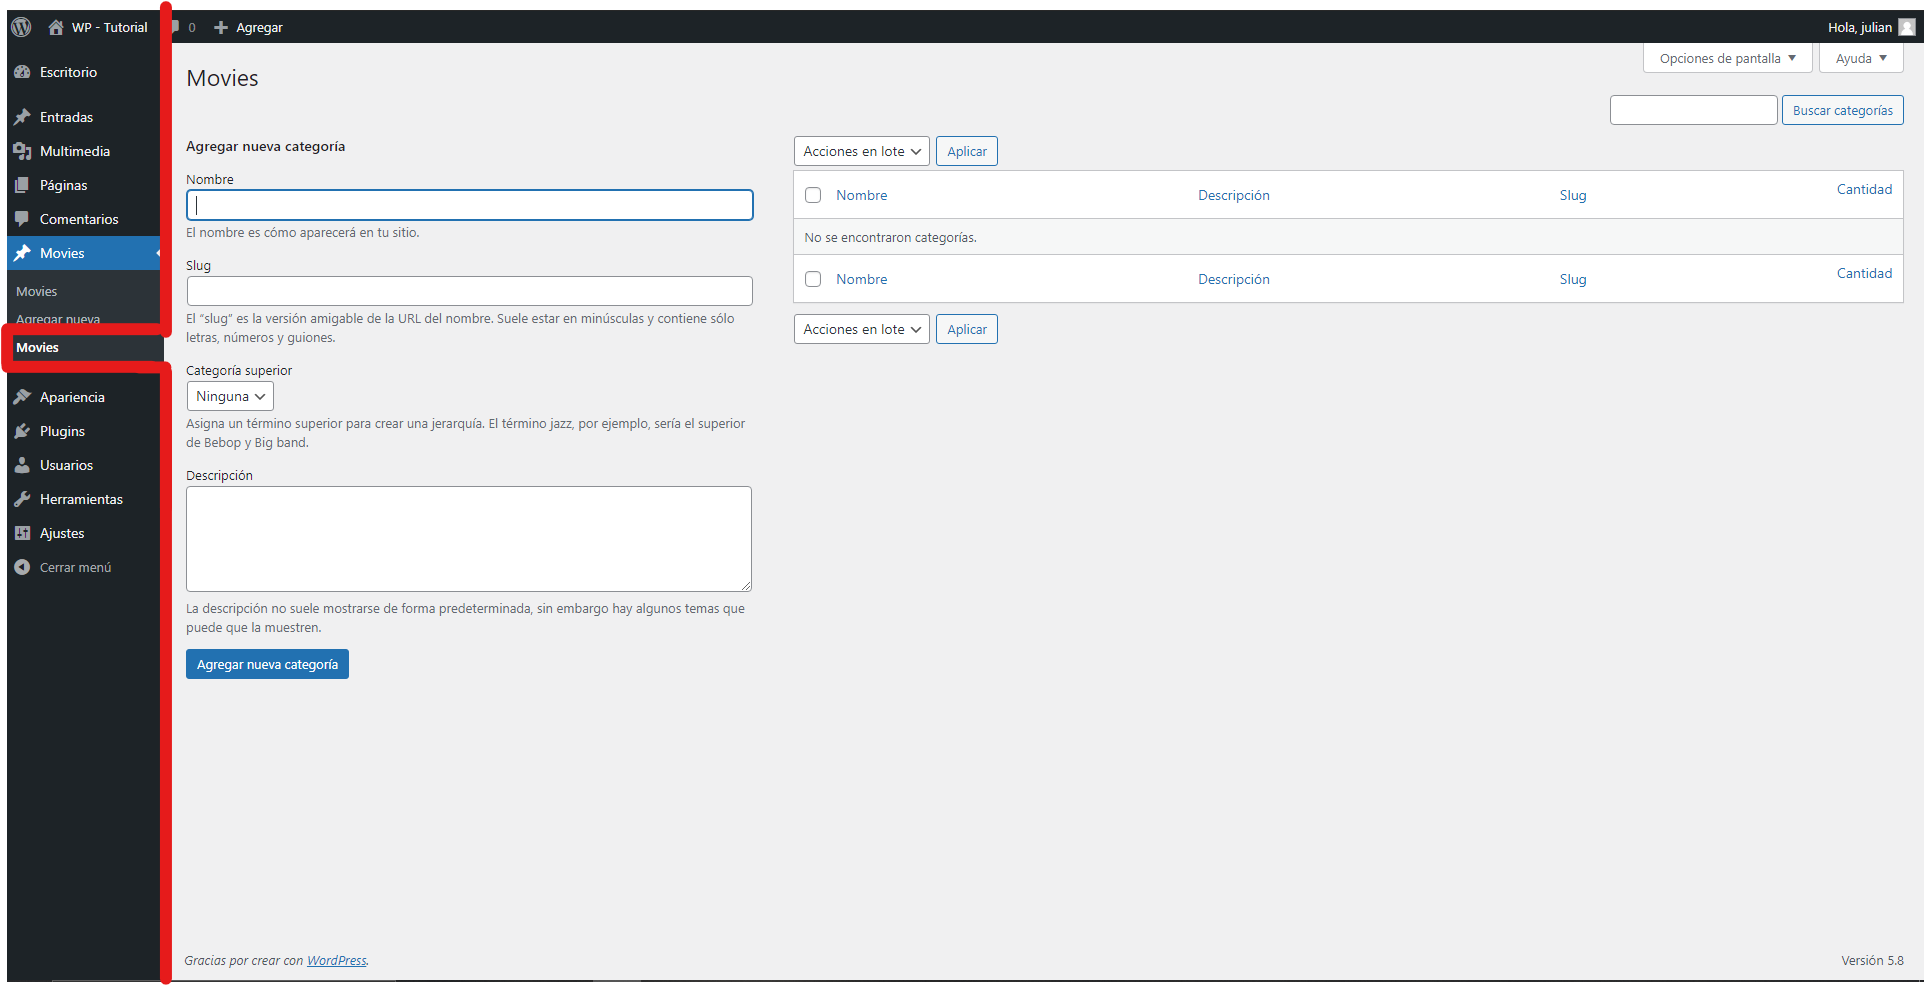 WP - Tutorial
0
Agregar
Hola, julian
Escritorio
Entradas
Multimedia
Páginas
Comentarios
Movies
Movies
Agregar nueva
Movies
Apariencia
Plugins
Usuarios
Herramientas
Ajustes
Cerrar menú
Opciones de pantalla
Ayuda
Movies
Buscar categorías
Agregar nueva categoría
Nombre
El nombre es cómo aparecerá en tu sitio.
Slug
El “slug” es la versión amigable de la URL del nombre. Suele estar en minúsculas y contiene sólo
letras, números y guiones.
Categoría superior
Ninguna
Asigna un término superior para crear una jerarquía. El término jazz, por ejemplo, sería el superior
de Bebop y Big band.
Descripción
La descripción no suele mostrarse de forma predeterminada, sin embargo hay algunos temas que
puede que la muestren.
Agregar nueva categoría
Acciones en lote
Aplicar
Nombre Descripción Slug Cantidad
No se encontraron categorías.
Nombre Descripción Slug Cantidad
Acciones en lote
Aplicar
Gracias por crear con WordPress.
Versión 5.8